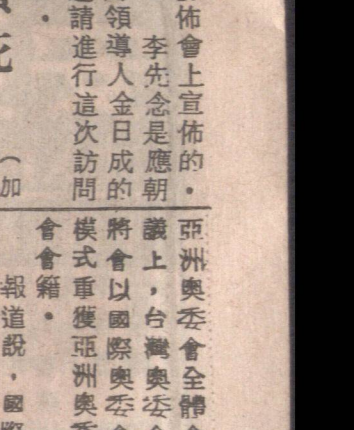 佈會上宣佈的。
李先念是應朝
領導人金日成的
請進行這次訪問
。
(加
亞洲奧委會全體
議上,台灣奧委
將會以國際奧委
模式重獲亞洲奧
會會籍。
報道說,國際